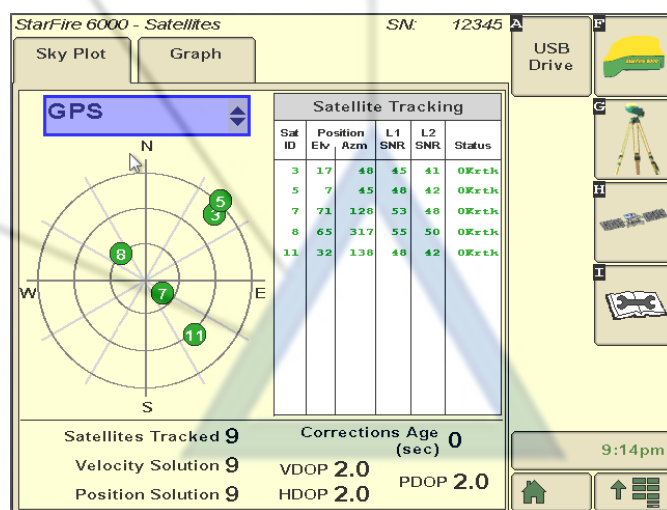 StarFire 6000 - Satellites SN: 12345
Sky Plot Graph
GPS
N
W E
S
5
3
8
7
11
Satellite Tracking
Sat ID Position Elv Azm L1 SNR L2 SNR Status
3 17 48 45 41 OKrtk
5 7 45 48 42 OKrtk
7 71 128 53 48 OKrtk
8 65 317 55 50 OKrtk
11 32 138 48 42 OKrtk
Satellites Tracked 9
Velocity Solution 9
Position Solution 9
Corrections Age (sec) 0
VDOP 2.0
HDOP 2.0
PDOP 2.0
A
USB
Drive
F
G
H
I
9:14pm